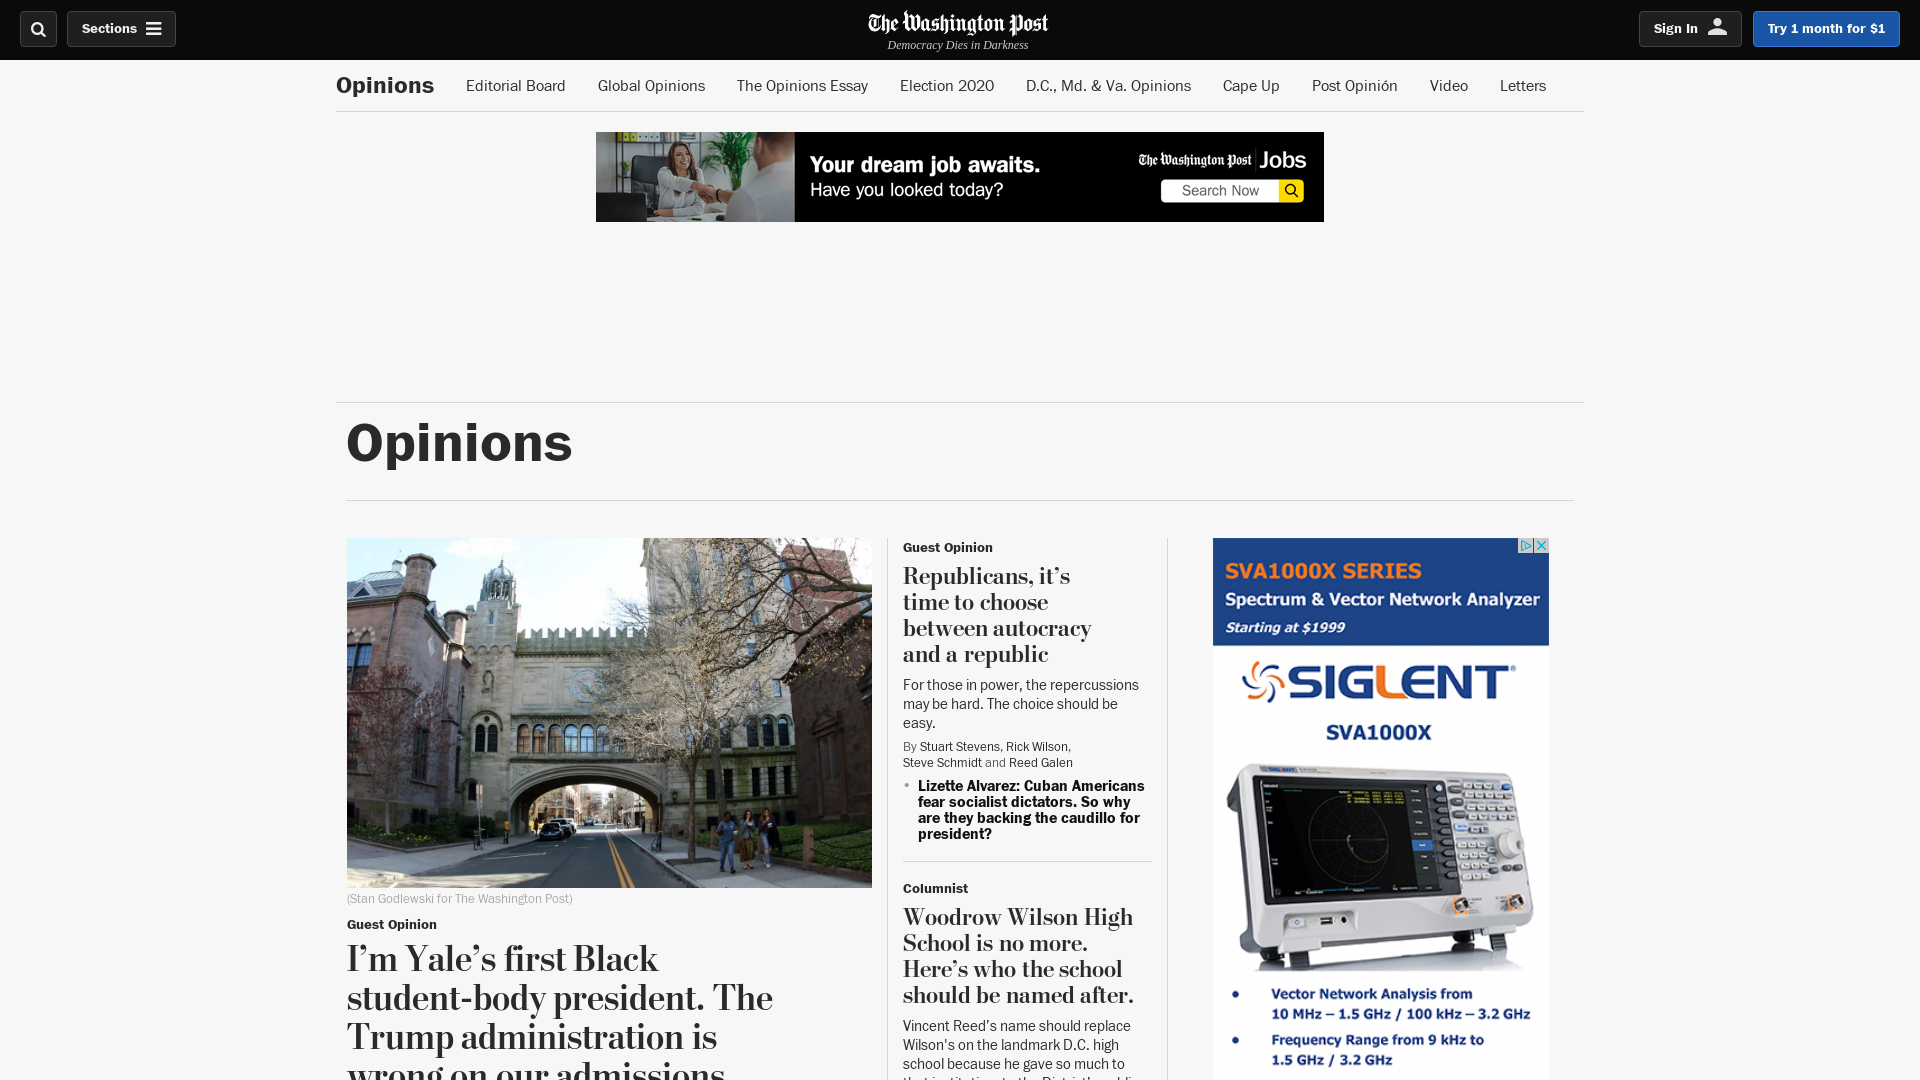 Sections
The Washington Post
Democracy Dies in Darkness
Sign In
Try 1 month for $1
Opinions
Editorial Board
Global Opinions
The Opinions Essay
Election 2020
D.C., Md. & Va. Opinions
Cape Up
Post Opinión
Video
Letters
Your dream job awaits.
Have you looked today?
The Washington Post Jobs
Search Now
Opinions
(Stan Godlewski for The Washington Post)
Guest Opinion
I’m Yale’s first Black
student-body president. The
Trump administration is
wrong on our admissions
Guest Opinion
Republicans, it’s
time to choose
between autocracy
and a republic
For those in power, the repercussions
may be hard. The choice should be
easy.
By Stuart Stevens, Rick Wilson,
Steve Schmidt and Reed Galen
• Lizette Alvarez: Cuban Americans
fear socialist dictators. So why
are they backing the caudillo for
president?
Columnist
Woodrow Wilson High
School is no more.
Here’s who the school
should be named after.
Vincent Reed’s name should replace
Wilson's on the landmark D.C. high
school because he gave so much to
SVA1000X SERIES
Spectrum & Vector Network Analyzer
Starting at $1999
SIGLENT
SVA1000X
• Vector Network Analysis from
10 MHz – 1.5 GHz / 100 kHz – 3.2 GHz
• Frequency Range from 9 kHz to
1.5 GHz / 3.2 GHz